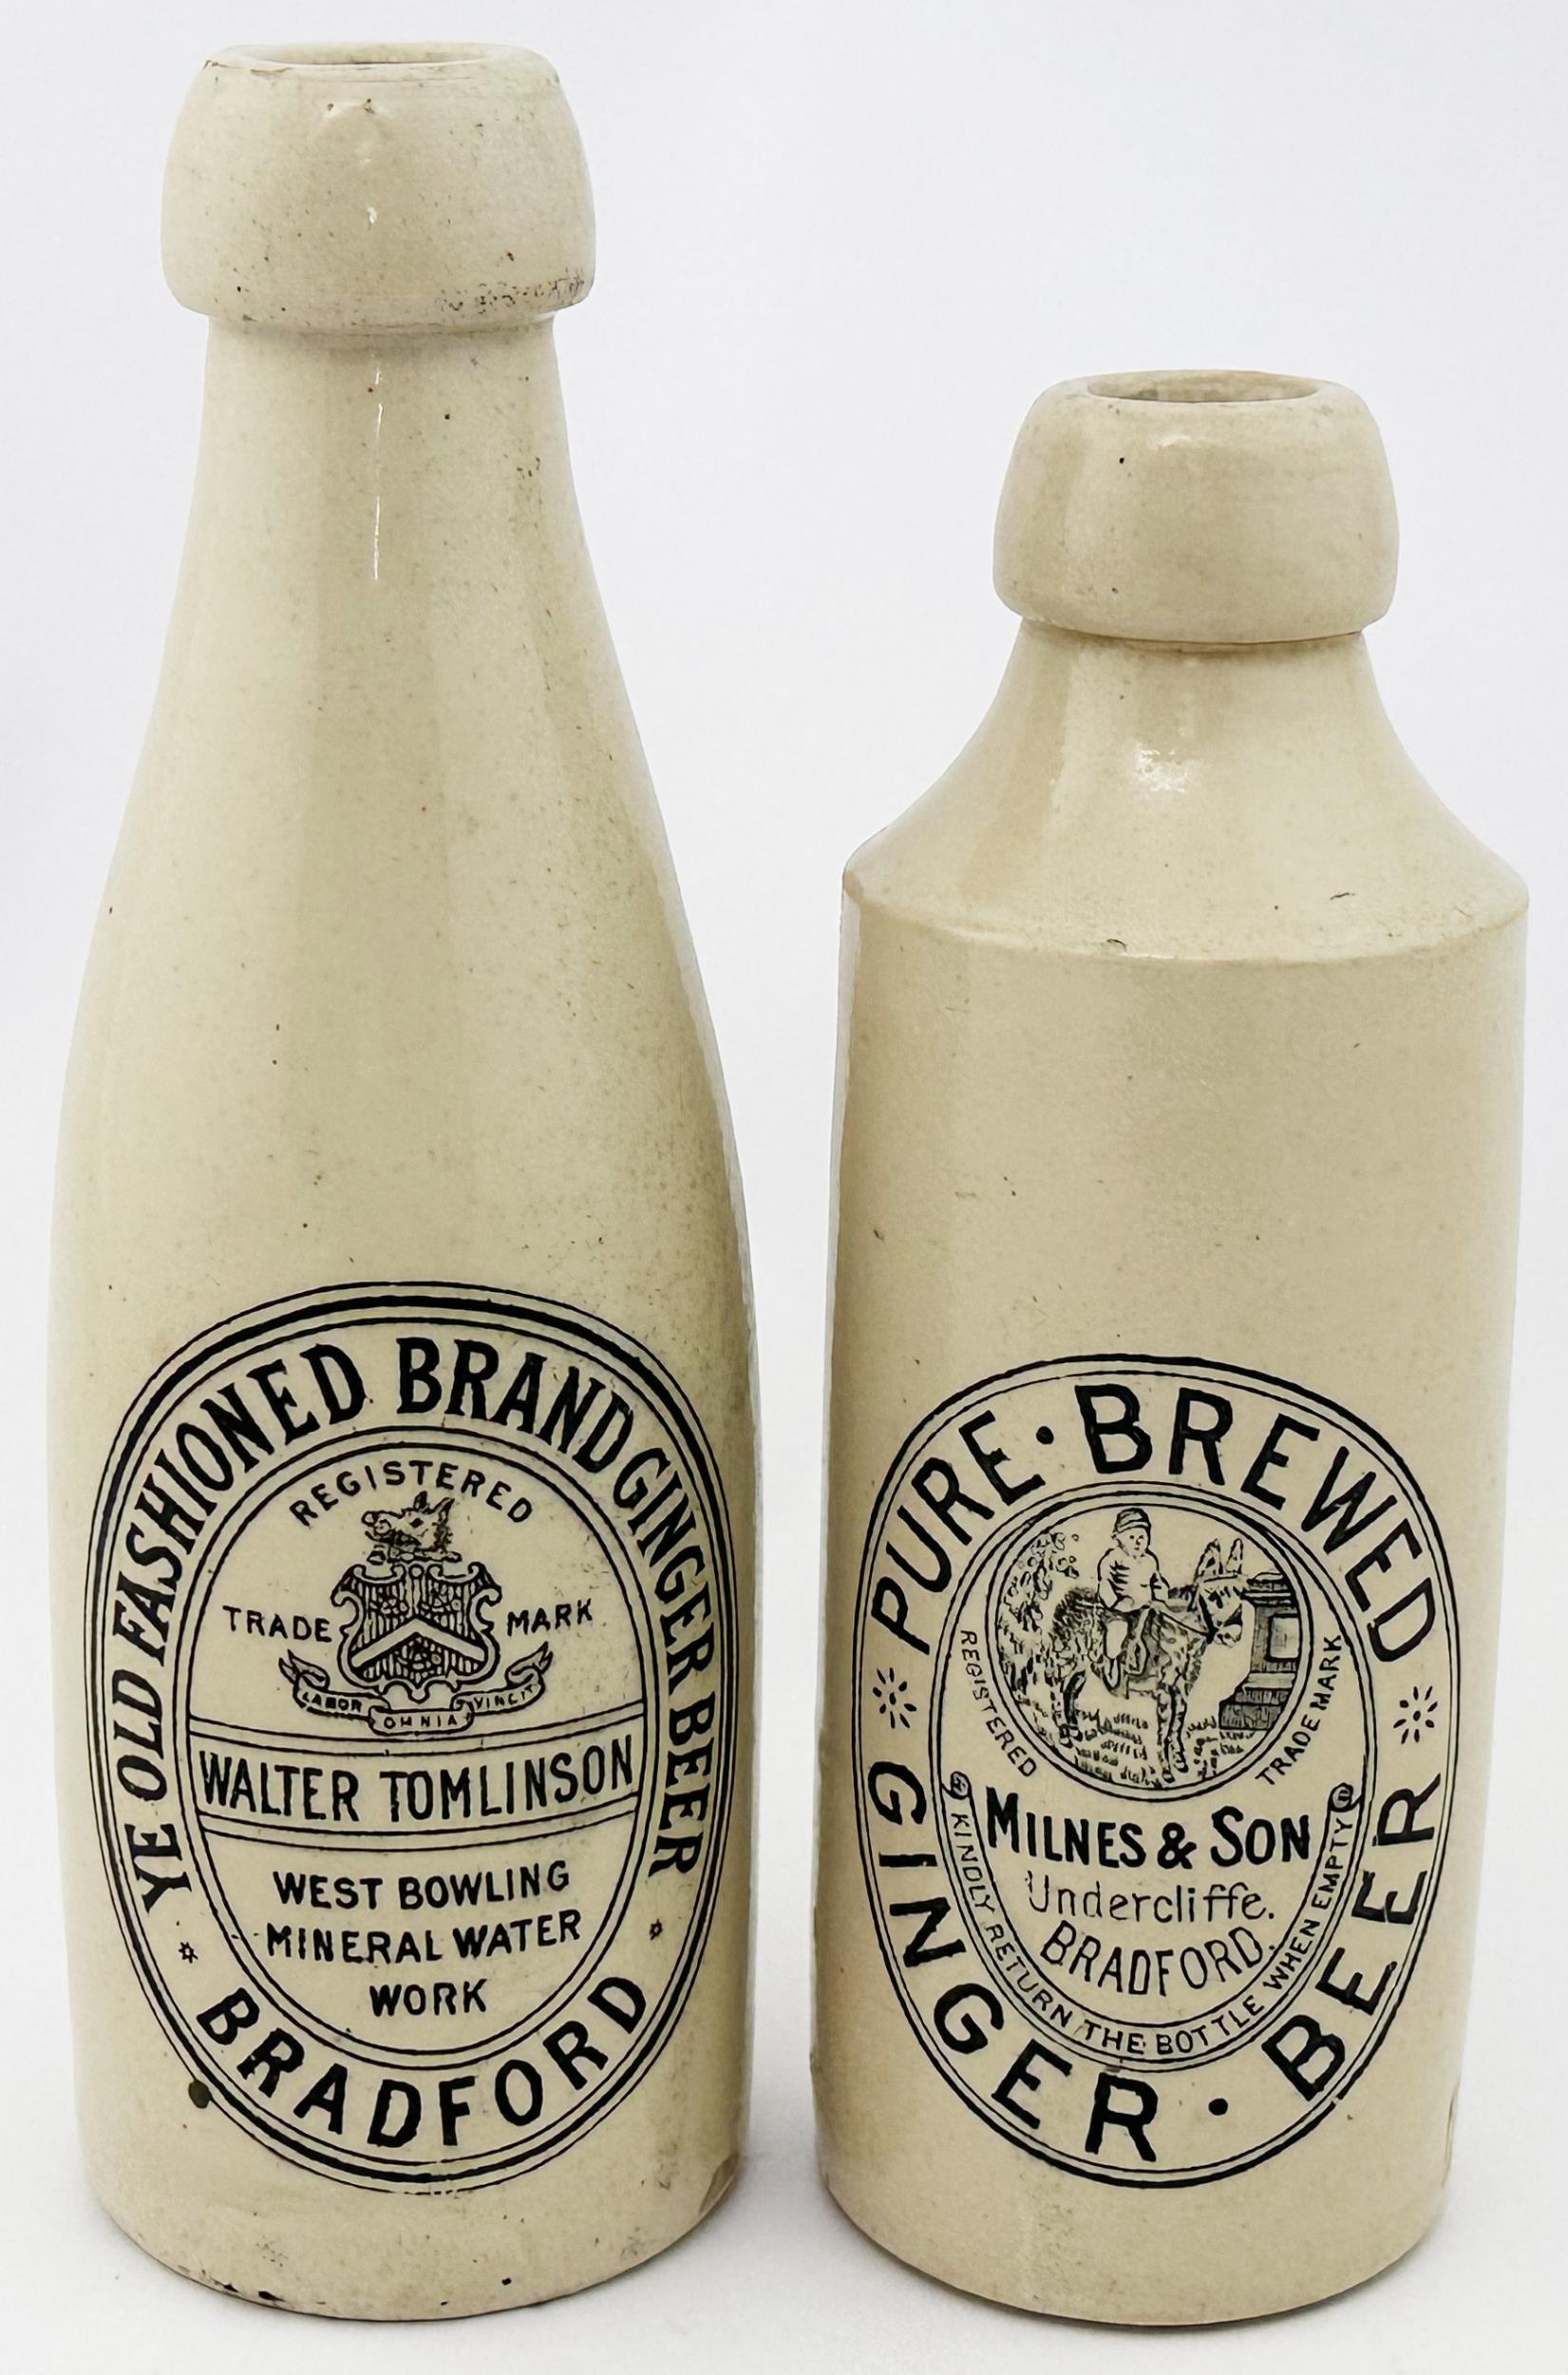 YE OLD FASHIONED BRAND GINGER BEER
REGISTERED
TRADE MARK
LABOR OMNIA VINCIT
WALTER TOMLINSON
WEST BOWLING
MINERAL WATER
WORK
BRADFORD
PURE · BREWED
REGISTERED
TRADE MARK
MILNES & SON
Undercliffe.
BRADFORD.
KINDLY RETURN THE BOTTLE WHEN EMPTY
GINGER · BEER